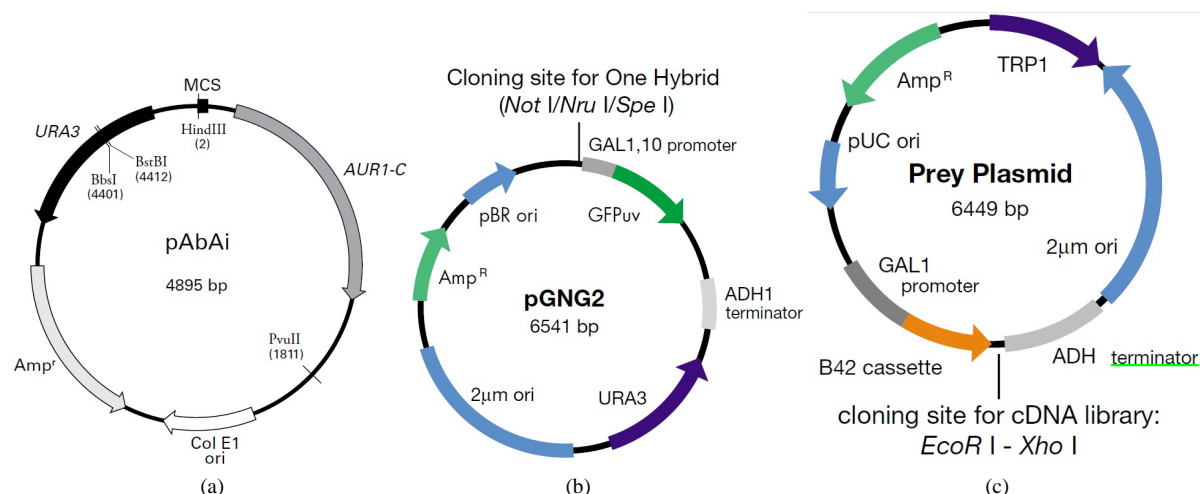 MCS
HindIII
(2)
URA3
BstBI
(4412)
BbsI
(4401)
AUR1-C
pAbAi
4895 bp
PvuII
(1811)
Ampr
Col E1
ori
(a)
Cloning site for One Hybrid
(Not I/Nru I/Spe I)
GAL1,10 promoter
pBR ori
GFPuv
AmpR
pGNG2
6541 bp
ADH1
terminator
2μm ori
URA3
(b)
AmpR
TRP1
pUC ori
Prey Plasmid
6449 bp
2μm ori
GAL1
promoter
B42 cassette
ADH terminator
cloning site for cDNA library:
EcoR I - Xho I
(c)